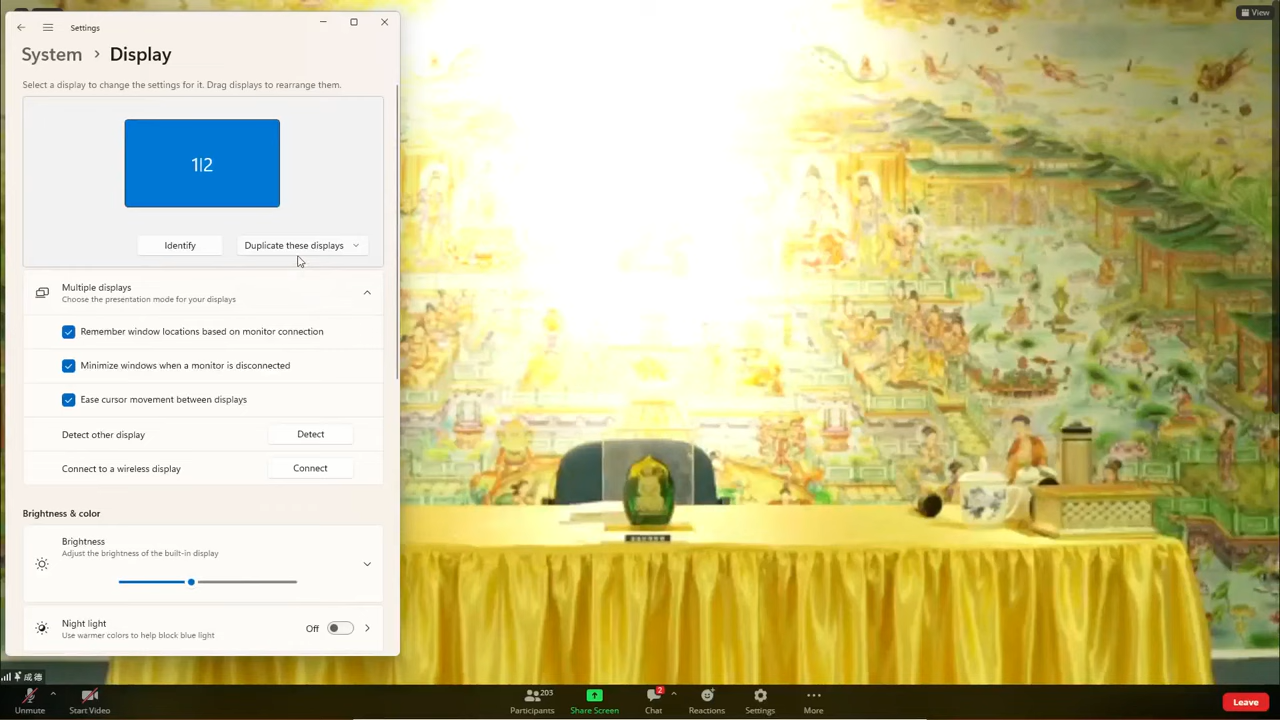 Settings
System > Display
View
Select a display to change the settings for it. Drag displays to rearrange them.
1|2
Identify
Duplicate these displays
Multiple displays
Choose the presentation mode for your displays
Remember window locations based on monitor connection
Minimize windows when a monitor is disconnected
Ease cursor movement between displays
Detect other display
Detect
Connect to a wireless display
Connect
Brightness & color
Brightness
Adjust the brightness of the built-in display
Night light
Use warmer colors to help block blue light
Off
成德
Unmute
Start Video
203
Participants
Share Screen
2
Chat
Reactions
Settings
More
Leave